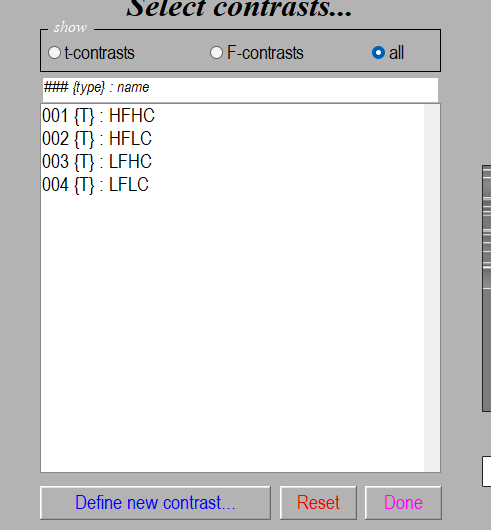 Select contrasts...
show
t-contrasts F-contrasts all
### {type} : name
001 {T} : HFHC
002 {T} : HFLC
003 {T} : LFHC
004 {T} : LFLC
Define new contrast... Reset Done